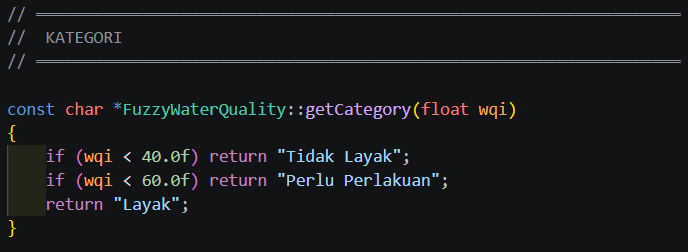 // ════════════════════════════════════════════════════════════════════
//  KATEGORI
// ════════════════════════════════════════════════════════════════════

const char *FuzzyWaterQuality::getCategory(float wqi)
{
    if (wqi < 40.0f) return "Tidak Layak";
    if (wqi < 60.0f) return "Perlu Perlakuan";
    return "Layak";
}